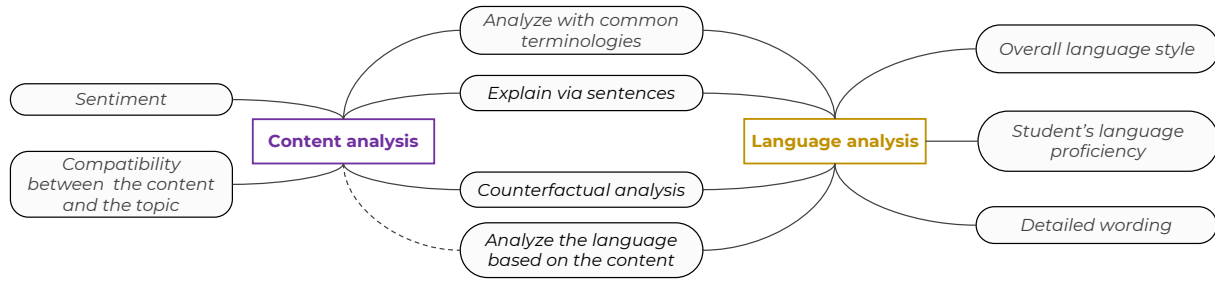 Sentiment
Compatibility
between the content
and the topic
Content analysis
Analyze with common
terminologies
Explain via sentences
Counterfactual analysis
Analyze the language
based on the content
Language analysis
Overall language style
Student's language
proficiency
Detailed wording